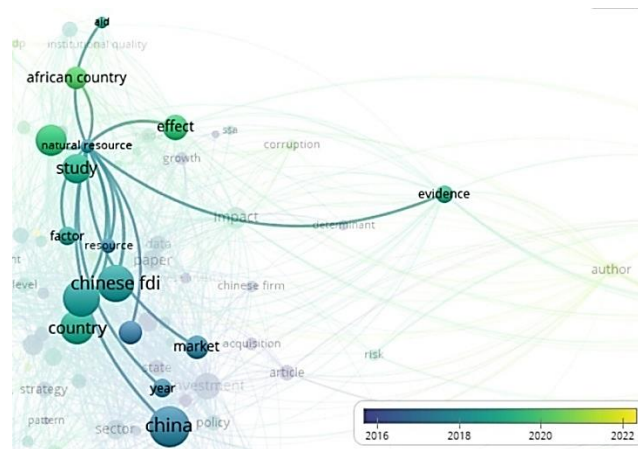 aid
dp
institutional quality
african country
effect
ssa
natural resource
corruption
growth
study
evidence
impact
determinant
factor
resource
data
paper
author
level
chinese fdi
chinese firm
country
market
acquisition
risk
state
article
year
investment
strategy
pattern
sector
china
policy
2016
2018
2020
2022